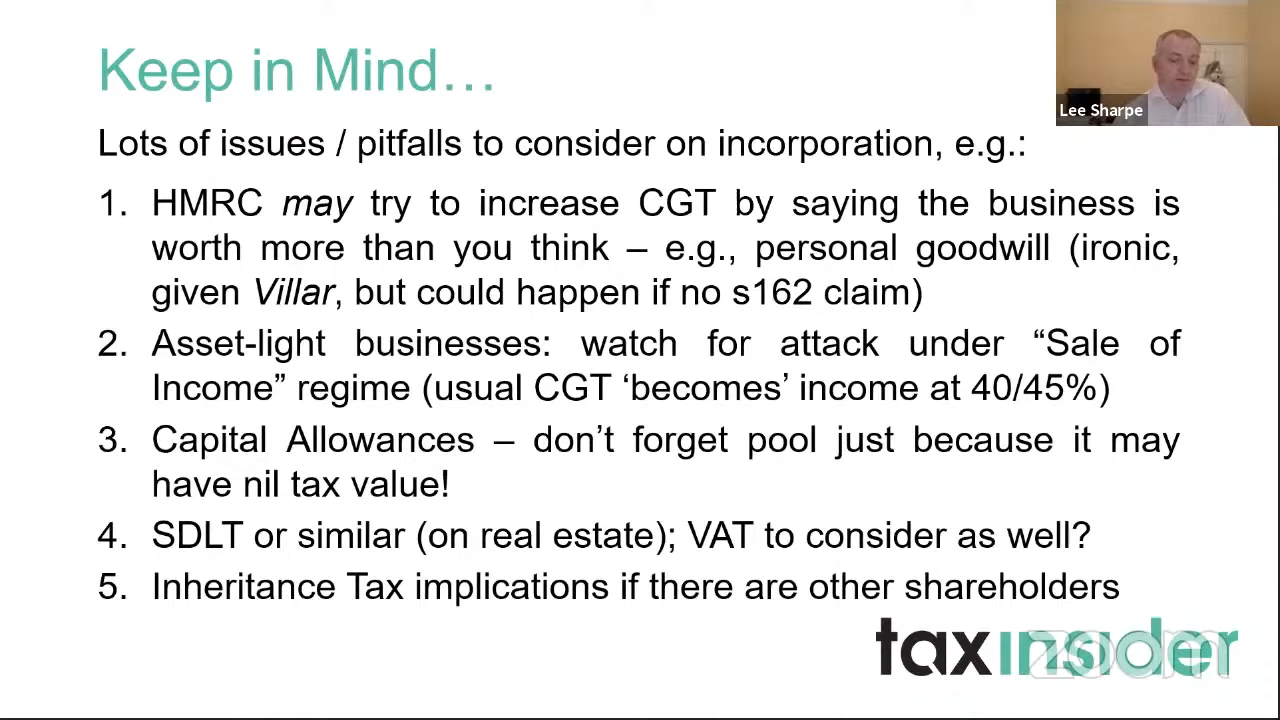 Keep in Mind…
Lee Sharpe
Lots of issues / pitfalls to consider on incorporation, e.g.:
1. HMRC may try to increase CGT by saying the business is
worth more than you think – e.g., personal goodwill (ironic,
given Villar, but could happen if no s162 claim)
2. Asset-light businesses: watch for attack under “Sale of
Income” regime (usual CGT ‘becomes’ income at 40/45%)
3. Capital Allowances – don’t forget pool just because it may
have nil tax value!
4. SDLT or similar (on real estate); VAT to consider as well?
5. Inheritance Tax implications if there are other shareholders
taxinsider
zoom